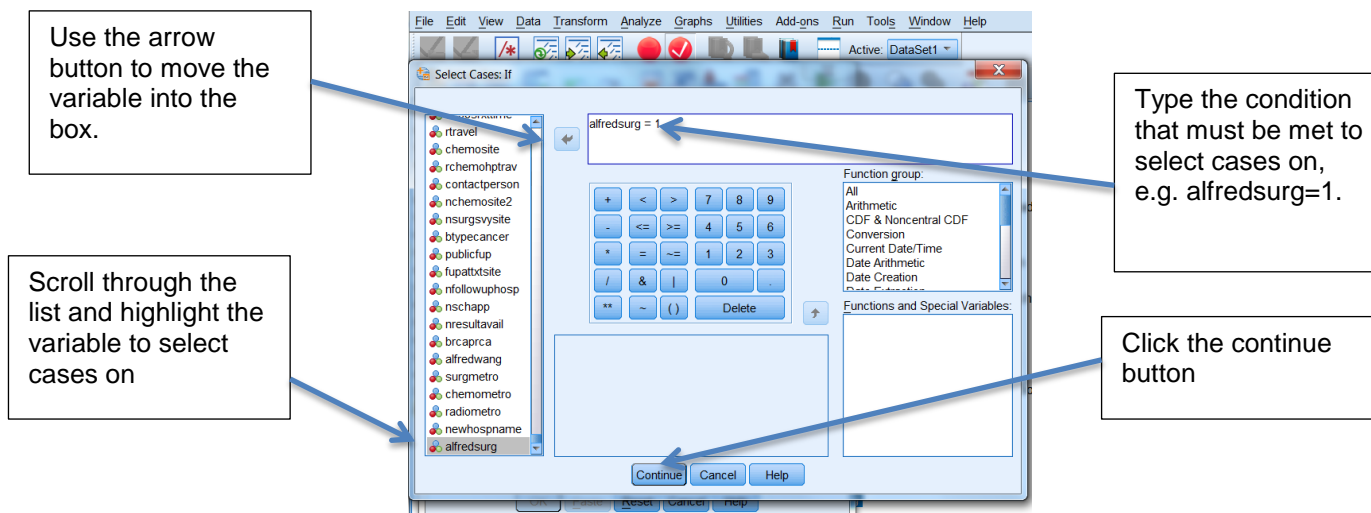 File Edit View Data Transform Analyze Graphs Utilities Add-ons Run Tools Window Help
Active: DataSet1
Select Cases: If
Use the arrow
button to move the
variable into the
box.
Scroll through the
list and highlight the
variable to select
cases on
rtravel
chemosite
rchemohptrav
contactperson
nchemosite2
nsurgsvysite
btypecancer
publicfup
fupattxtsite
nfollowuphosp
nschapp
nresultavail
brcaprca
alfredwang
surgmetro
chemometro
radiometro
newhospname
alfredsurg
alfredsurg = 1
+ < > 7 8 9
- <= >= 4 5 6
* = ~= 1 2 3
/ & | 0 .
** ~ ( ) Delete
Function group:
All
Arithmetic
CDF & Noncentral CDF
Conversion
Current Date/Time
Date Arithmetic
Date Creation
Date Extraction
Functions and Special Variables:
Continue Cancel Help
OK Paste Reset Cancel Help
Type the condition
that must be met to
select cases on,
e.g. alfredsurg=1.
Click the continue
button